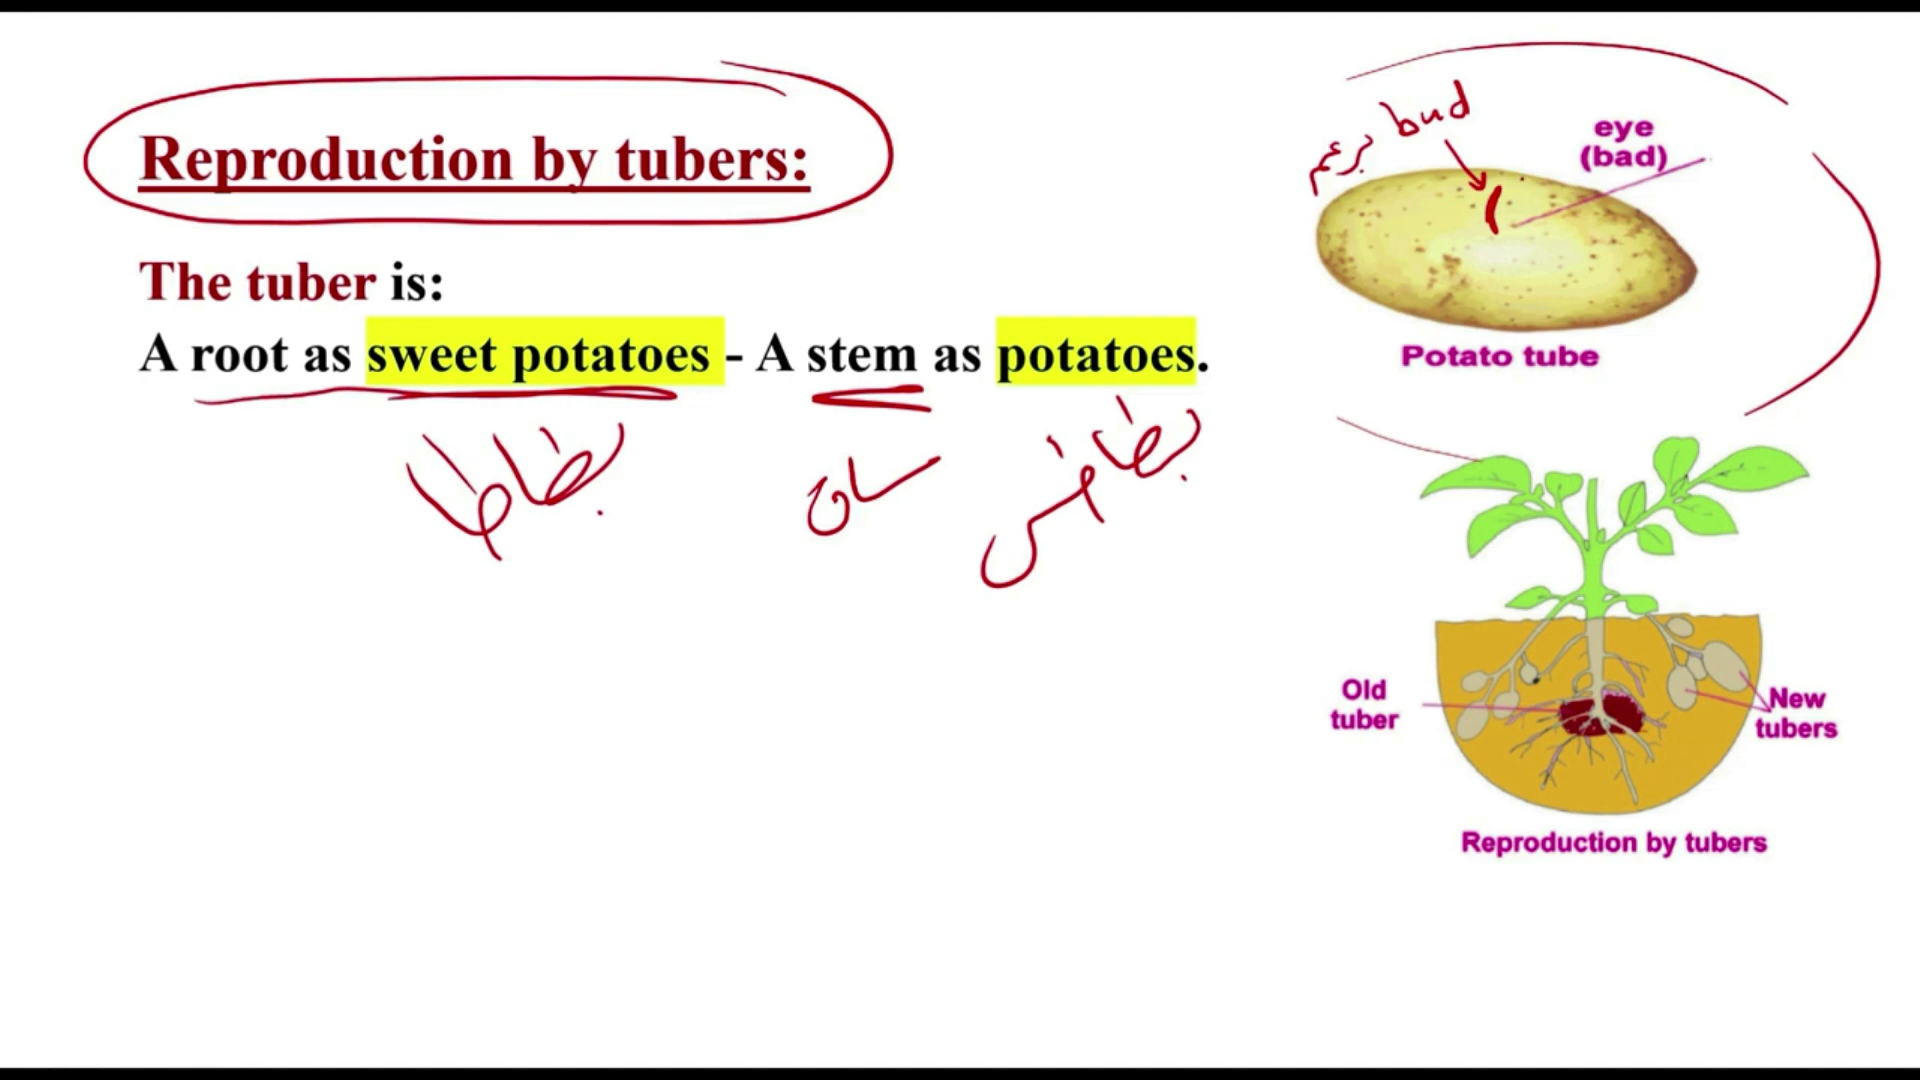 Reproduction by tubers:
The tuber is:
A root as sweet potatoes - A stem as potatoes.
بطاطا
ساق
بطاطس
برعم bud
eye
(bad)
Potato tube
Old
tuber
New
tubers
Reproduction by tubers